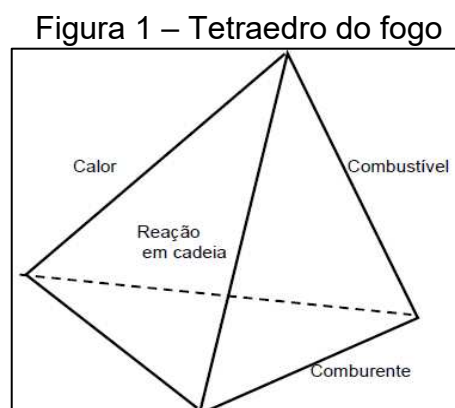 Figura 1 – Tetraedro do fogo
Calor
Combustível
Reação
em cadeia
Comburente